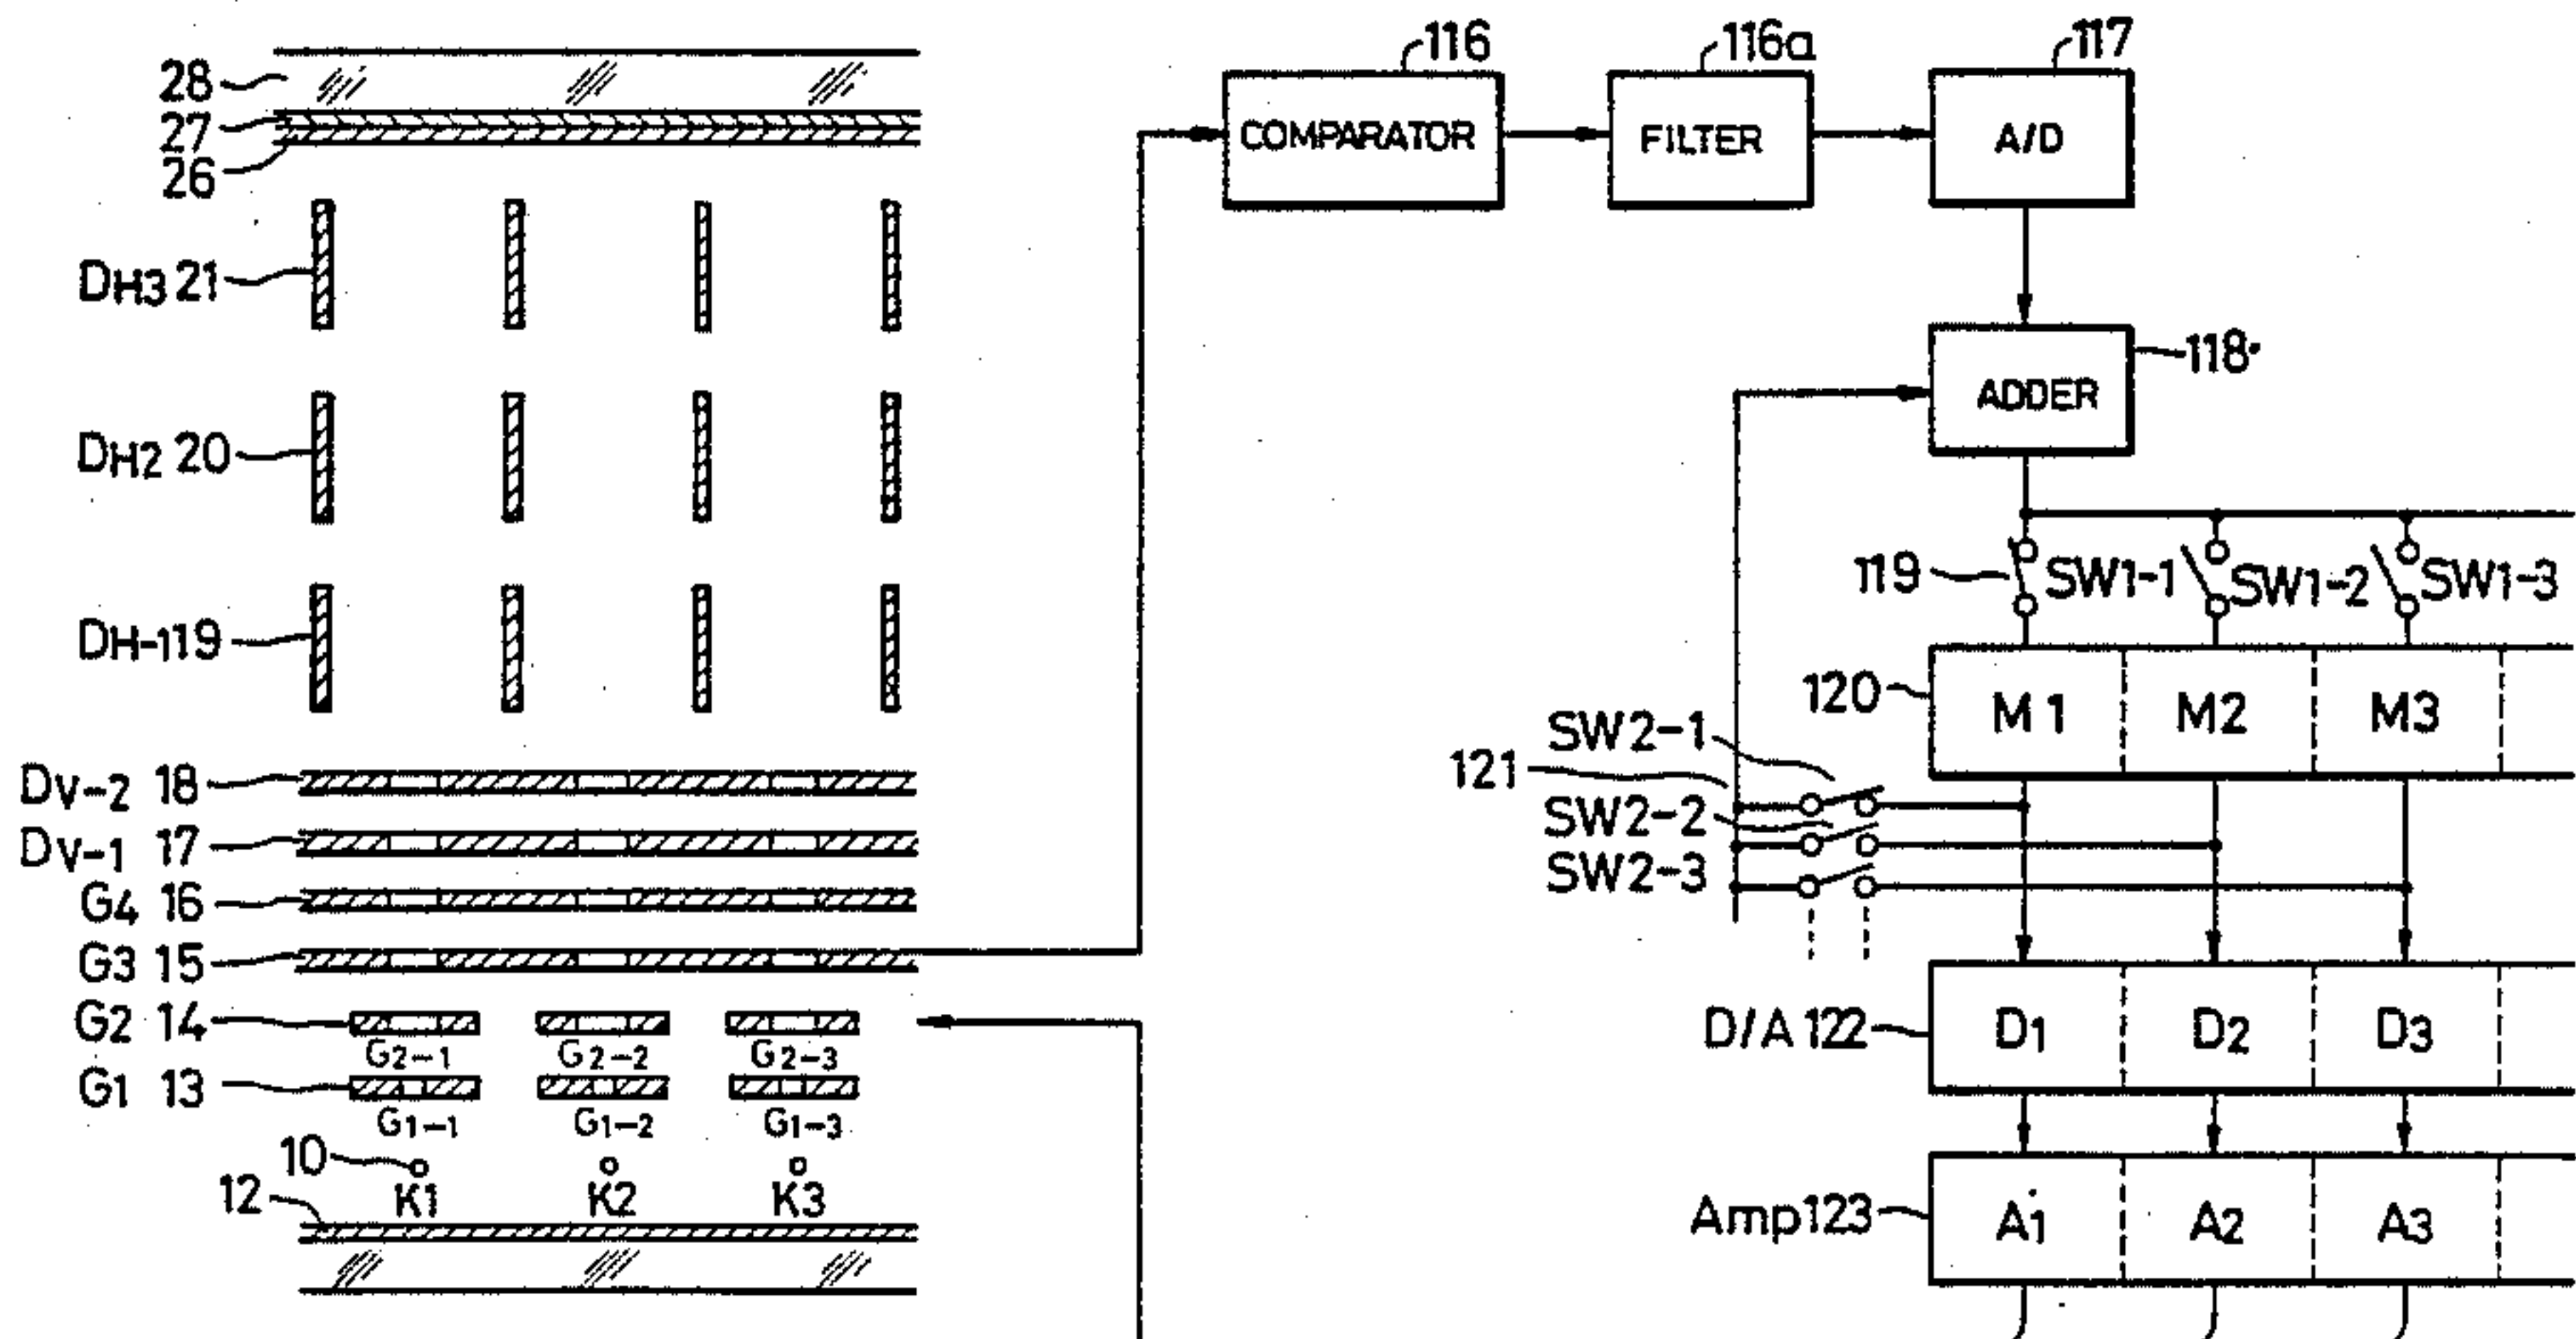 28
27
26
DH3 21
DH2 20
DH-1 19
DV-2 18
DV-1 17
G4 16
G3 15
G2 14
G2-1 G2-2 G2-3
G1 13
G1-1 G1-2 G1-3
10
K1 K2 K3
12
116
COMPARATOR
116a
FILTER
117
A/D
118
ADDER
119 SW1-1 SW1-2 SW1-3
120 M1 M2 M3
SW2-1
121
SW2-2
SW2-3
D/A 122 D1 D2 D3
Amp 123 A1 A2 A3